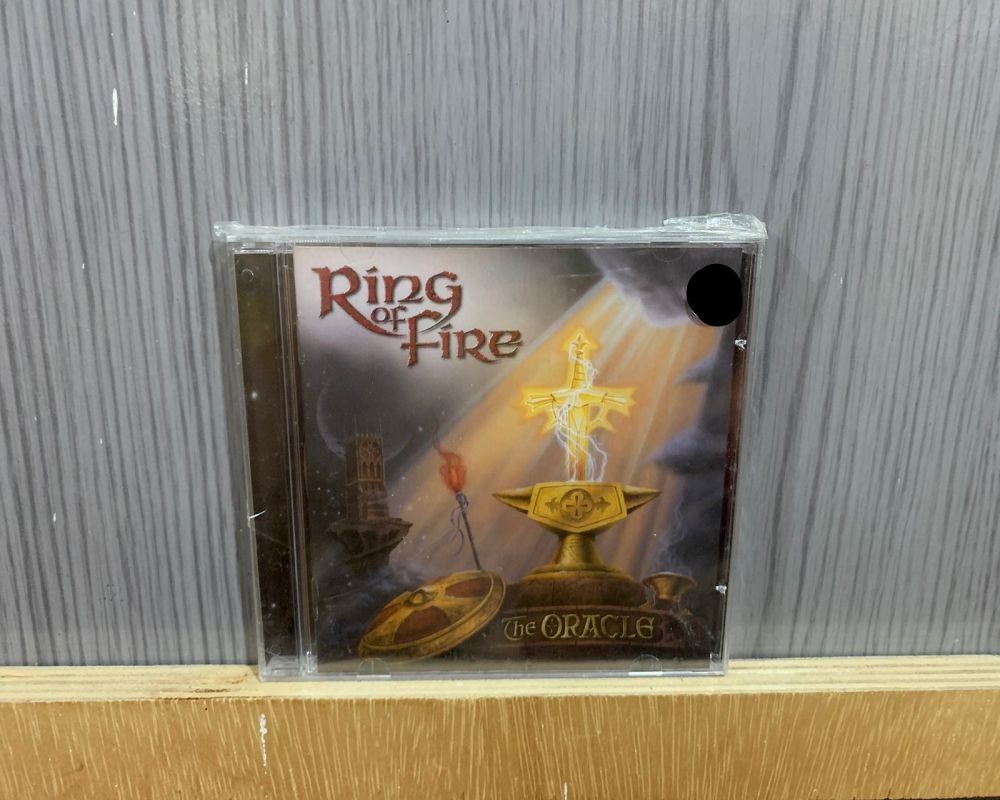 Ring
of
Fire
The ORACLE